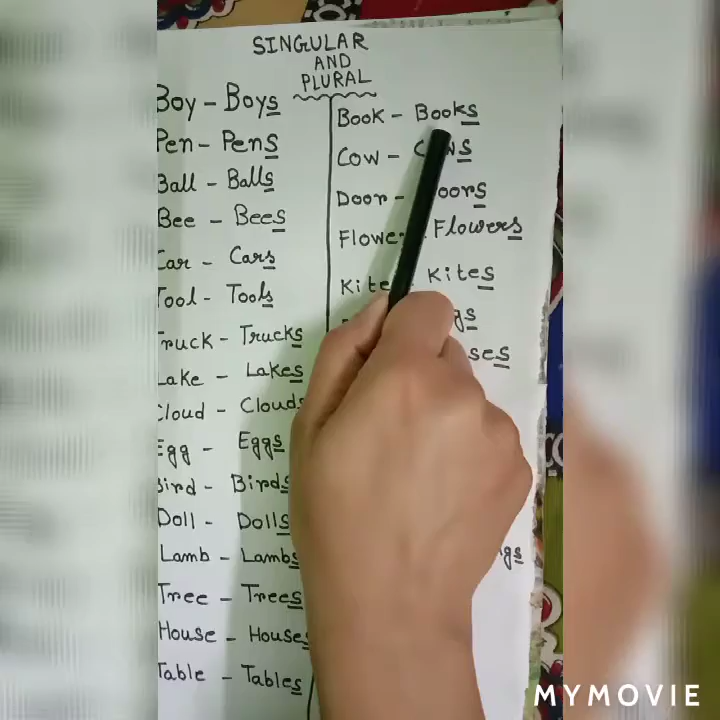 SINGULAR
AND
PLURAL
Boy - Boys
Pen - Pens
Ball - Balls
Bee - Bees
Car - Cars
Tool - Tools
Truck - Trucks
Lake - Lakes
Cloud - Clouds
Egg - Eggs
Bird - Birds
Doll - Dolls
Lamb - Lambs
Tree - Trees
House - Houses
Table - Tables
Book - Books
Cow -
Door -
Flowers
Kite - Kites
MYMOVIE